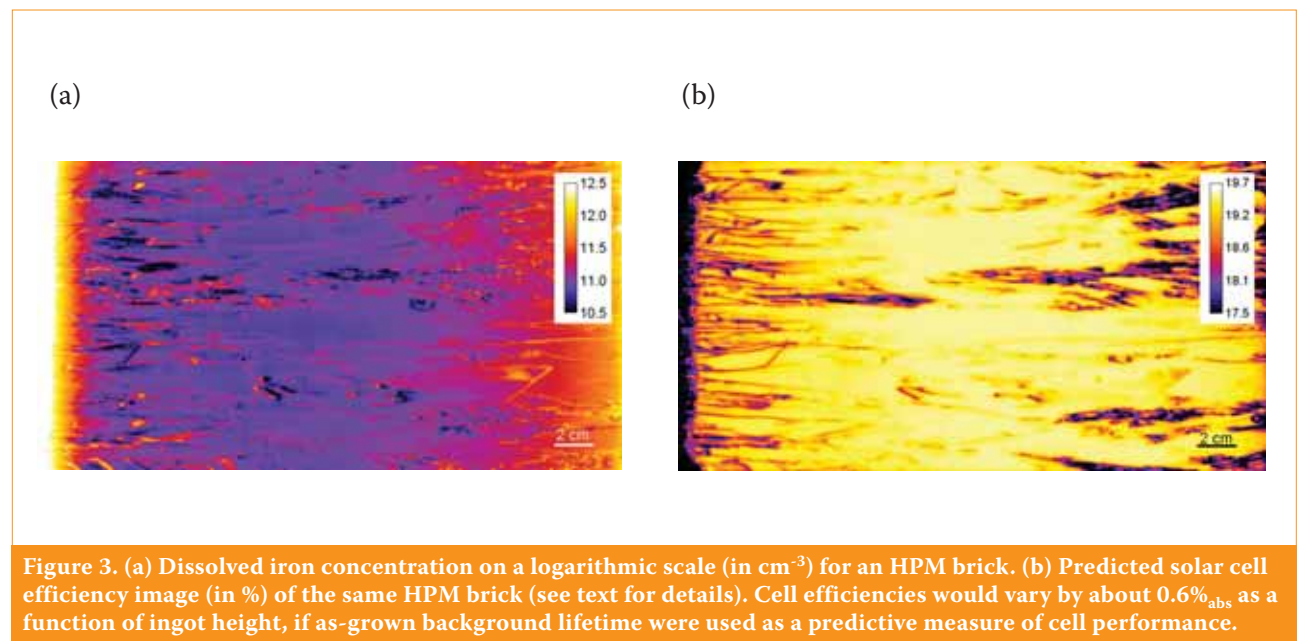 (a)
(b)
12.5
12.0
11.5
11.0
10.5
2 cm
19.7
19.2
18.6
18.1
17.5
2 cm
Figure 3. (a) Dissolved iron concentration on a logarithmic scale (in cm-3) for an HPM brick. (b) Predicted solar cell
efficiency image (in %) of the same HPM brick (see text for details). Cell efficiencies would vary by about 0.6%abs as a
function of ingot height, if as-grown background lifetime were used as a predictive measure of cell performance.